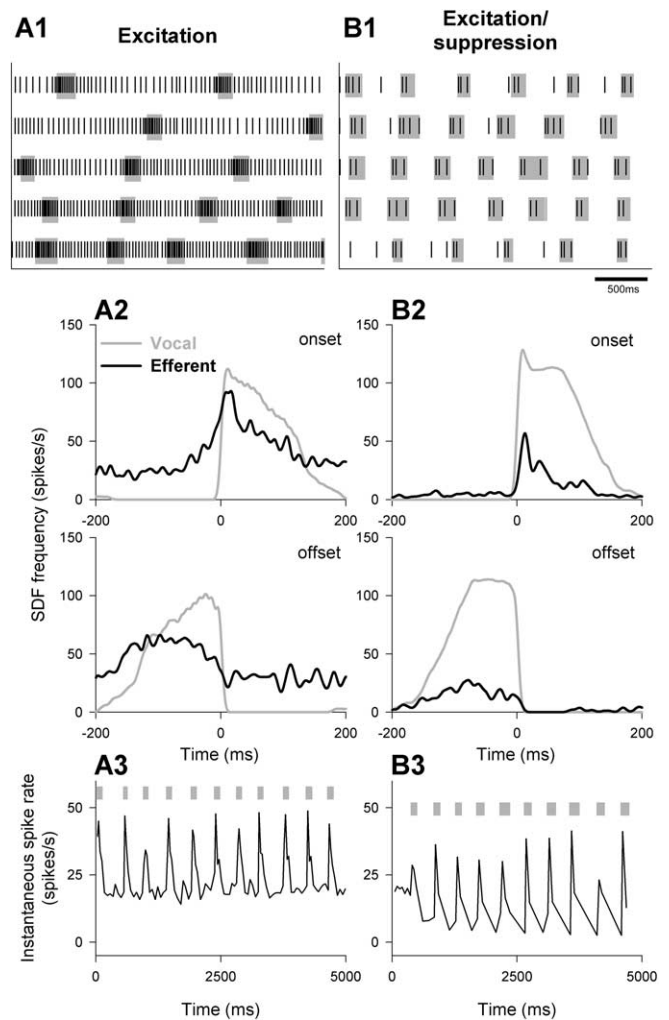 A1
Excitation
B1
Excitation/
suppression
500ms
A2
B2
150
Vocal
Efferent
onset
100
50
0
-200
0
200
150
onset
100
50
0
-200
0
200
SDF frequency (spikes/s)
150
offset
100
50
0
-200
0
200
Time (ms)
150
offset
100
50
0
-200
0
200
Time (ms)
A3
B3
Instantaneous spike rate
(spikes/s)
50
25
0
0
2500
5000
Time (ms)
50
25
0
0
2500
5000
Time (ms)